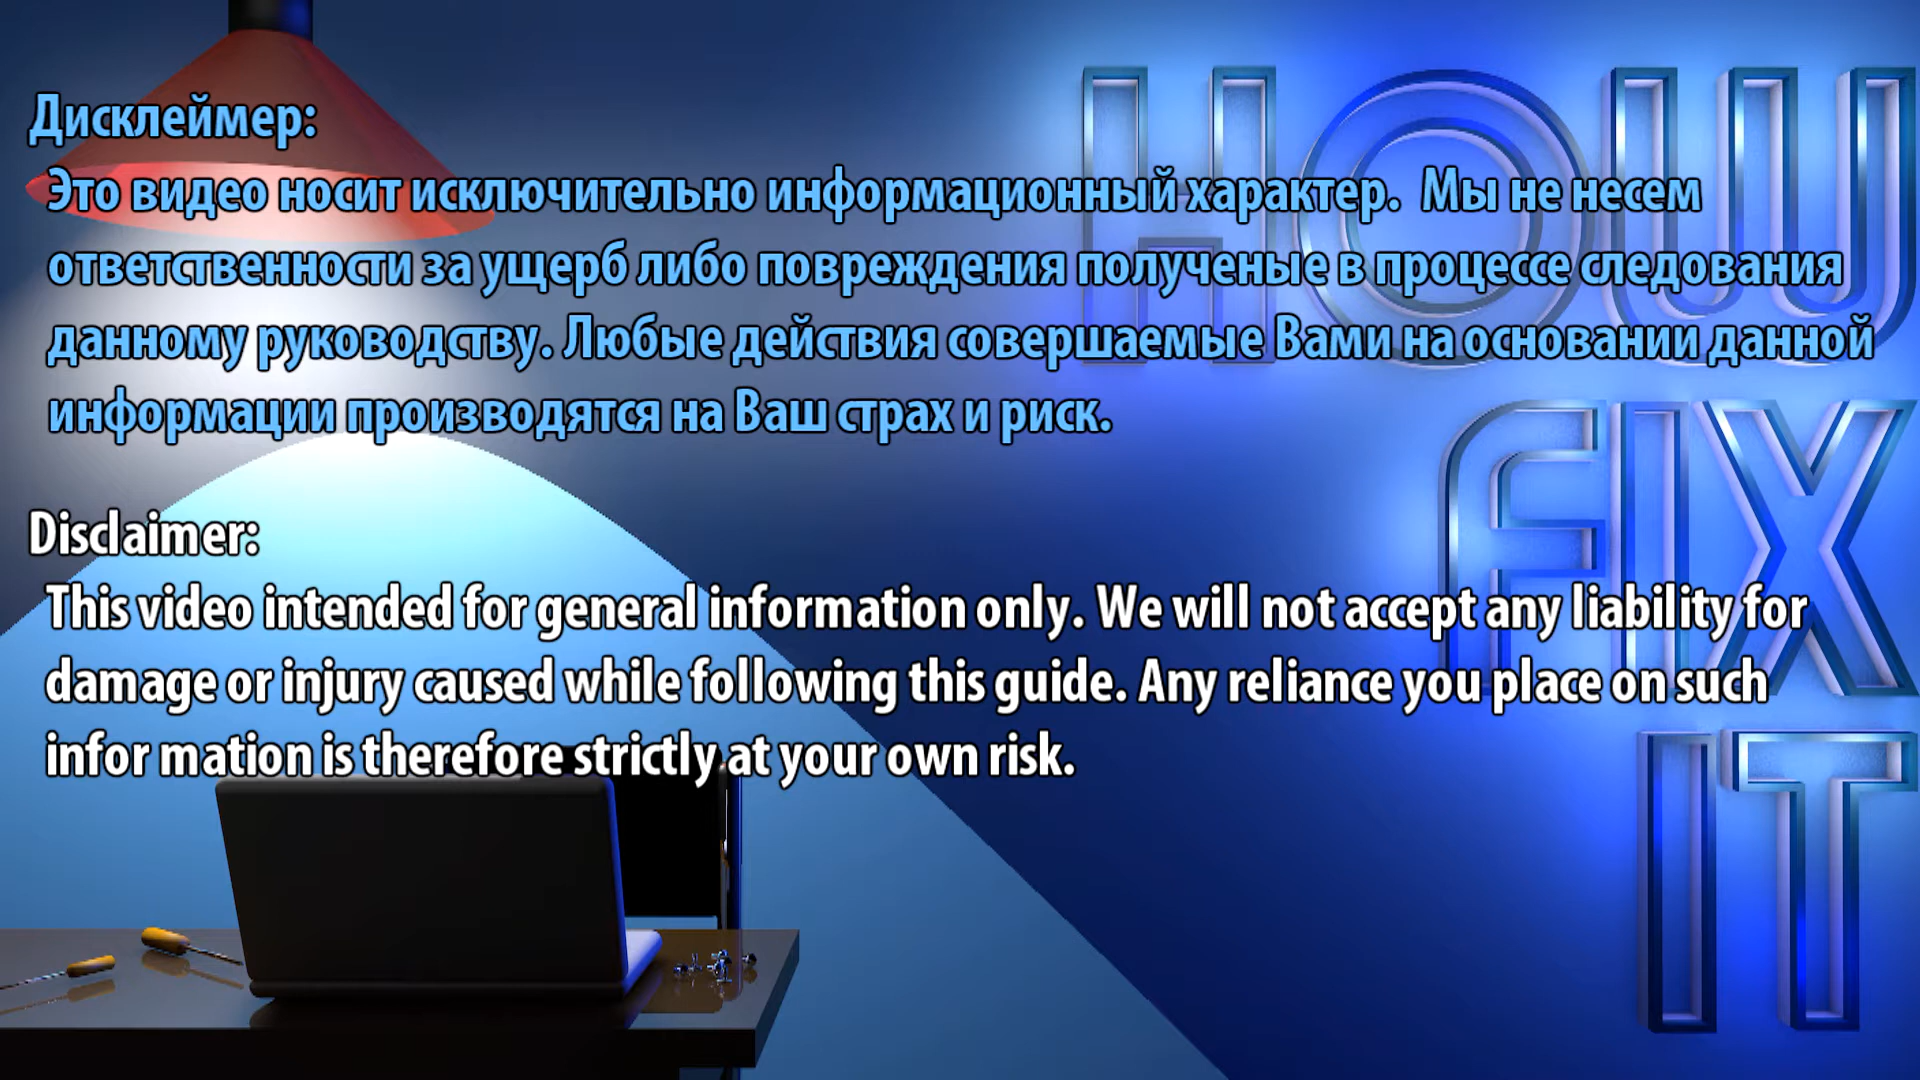 Дисклеймер:
Это видео носит исключительно информационный характер. Мы не несем
ответственности за ущерб либо повреждения полученые в процессе следования
данному руководству. Любые действия совершаемые Вами на основании данной
информации производятся на Ваш страх и риск.
Disclaimer:
This video intended for general information only. We will not accept any liability for
damage or injury caused while following this guide. Any reliance you place on such
infor mation is therefore strictly at your own risk.
HOW
FIX
IT